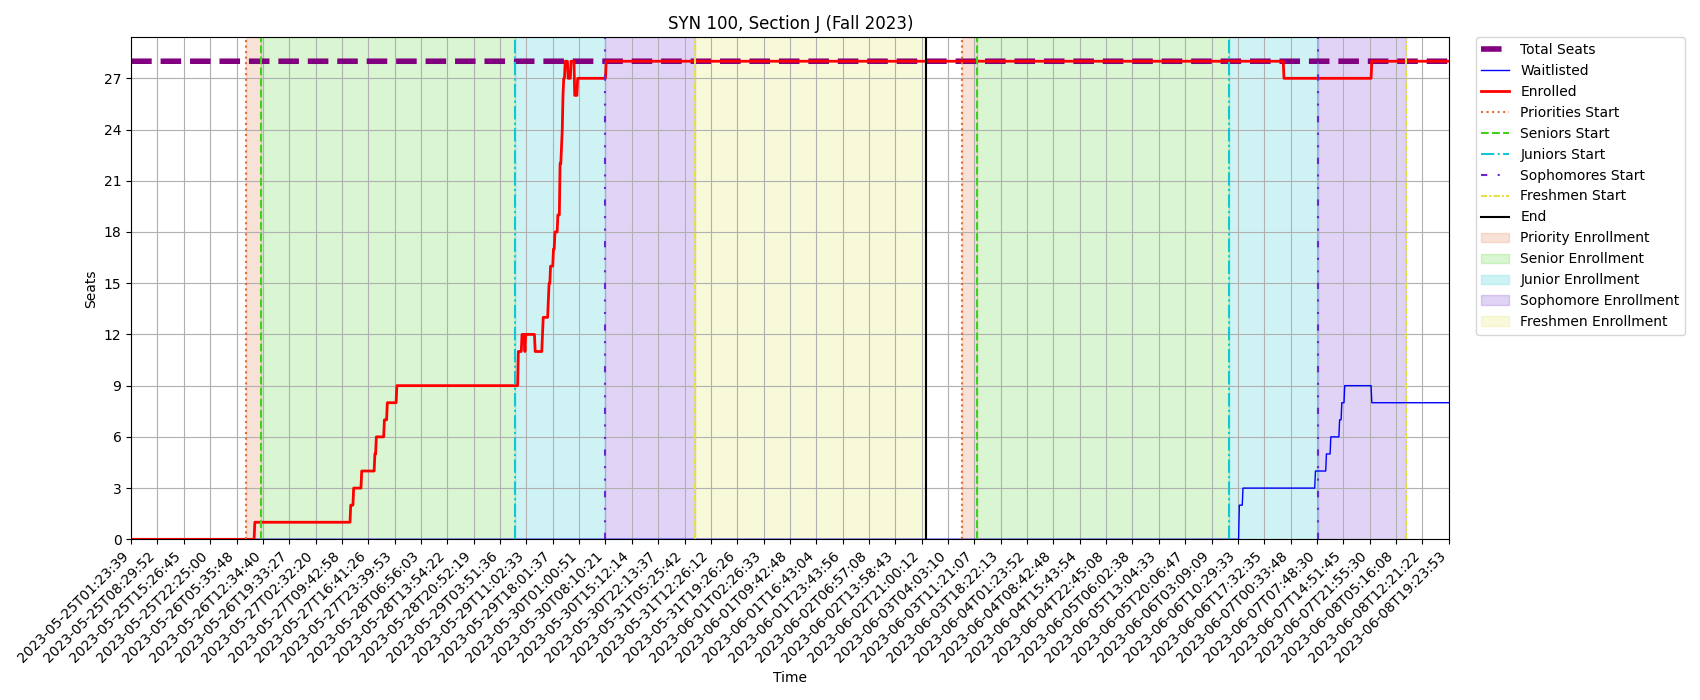 SYN 100, Section J (Fall 2023)
Seats
27
24
21
18
15
12
9
6
3
0
2023-05-25T01:23:39
2023-05-25T08:29:52
2023-05-25T15:26:45
2023-05-25T22:25:00
2023-05-26T05:35:48
2023-05-26T12:34:40
2023-05-26T19:33:27
2023-05-27T02:32:20
2023-05-27T09:42:58
2023-05-27T16:41:26
2023-05-27T23:39:53
2023-05-28T06:56:03
2023-05-28T13:54:22
2023-05-28T20:52:19
2023-05-29T03:51:36
2023-05-29T11:02:33
2023-05-29T18:01:37
2023-05-30T01:00:51
2023-05-30T08:10:21
2023-05-30T15:12:14
2023-05-30T22:13:37
2023-05-31T05:25:42
2023-05-31T12:26:12
2023-05-31T19:26:26
2023-06-01T02:26:33
2023-06-01T09:42:48
2023-06-01T16:43:04
2023-06-01T23:43:56
2023-06-02T06:57:08
2023-06-02T13:58:43
2023-06-02T21:00:12
2023-06-03T04:03:10
2023-06-03T11:21:07
2023-06-03T18:22:13
2023-06-04T01:23:52
2023-06-04T08:42:48
2023-06-04T15:43:54
2023-06-04T22:45:08
2023-06-05T06:02:38
2023-06-05T13:04:33
2023-06-05T20:06:47
2023-06-06T03:09:09
2023-06-06T10:29:33
2023-06-06T17:32:35
2023-06-07T00:33:48
2023-06-07T07:48:30
2023-06-07T14:51:45
2023-06-07T21:55:30
2023-06-08T05:16:09
2023-06-08T12:21:22
2023-06-08T19:23:53
Time
Total Seats
Waitlisted
Enrolled
Priorities Start
Seniors Start
Juniors Start
Sophomores Start
Freshmen Start
End
Priority Enrollment
Senior Enrollment
Junior Enrollment
Sophomore Enrollment
Freshmen Enrollment